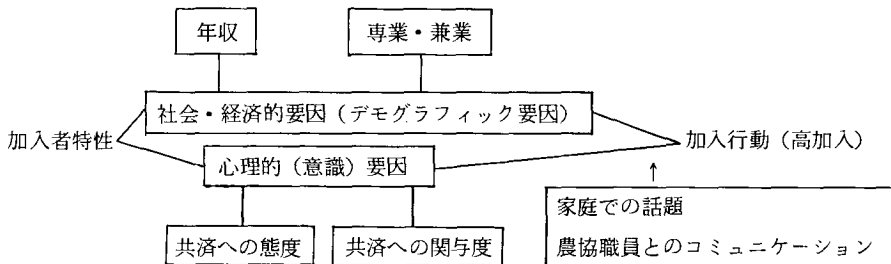 年収
専業・兼業
社会・経済的要因（デモグラフィック要因）
加入者特性
加入行動（高加入）
心理的（意識）要因
↑
家庭での話題
共済への態度
共済への関与度
農協職員とのコミュニケーション